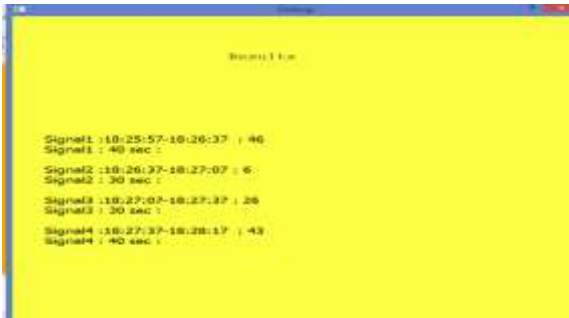 Results
Signal1 :18:25:57-18:26:37 : 46
Signal1 : 40 sec :
Signal2 :18:26:37-18:27:07 : 6
Signal2 : 30 sec :
Signal3 :18:27:07-18:27:37 : 26
Signal3 : 30 sec :
Signal4 :18:27:37-18:28:17 : 43
Signal4 : 40 sec :